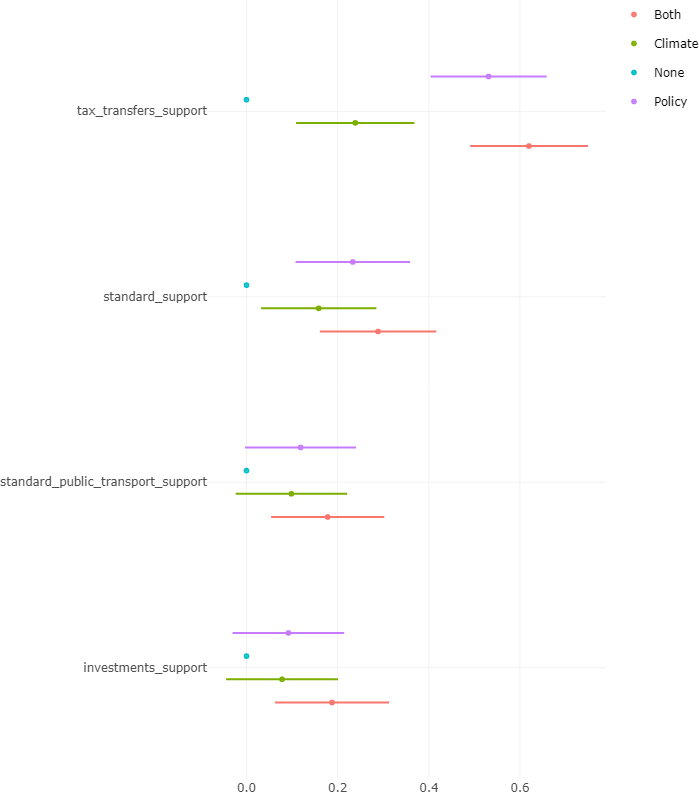 Both
Climate
None
Policy
tax_transfers_support
standard_support
standard_public_transport_support
investments_support
0.0 0.2 0.4 0.6